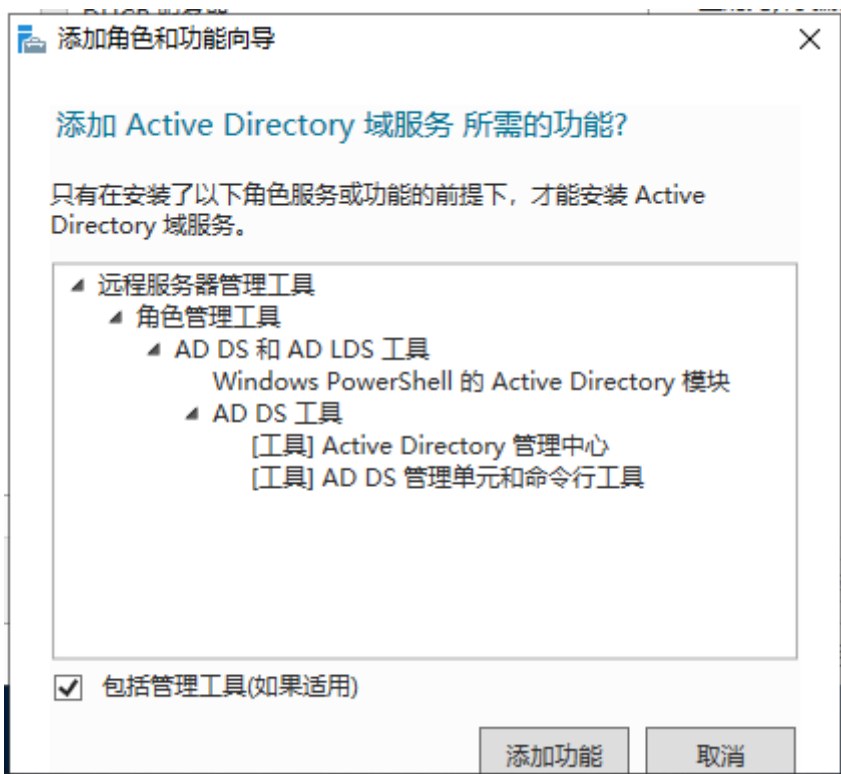 添加角色和功能向导
添加 Active Directory 域服务 所需的功能?
只有在安装了以下角色服务或功能的前提下，才能安装 Active
Directory 域服务。
远程服务器管理工具
角色管理工具
AD DS 和 AD LDS 工具
Windows PowerShell 的 Active Directory 模块
AD DS 工具
[工具] Active Directory 管理中心
[工具] AD DS 管理单元和命令行工具
包括管理工具(如果适用)
添加功能
取消